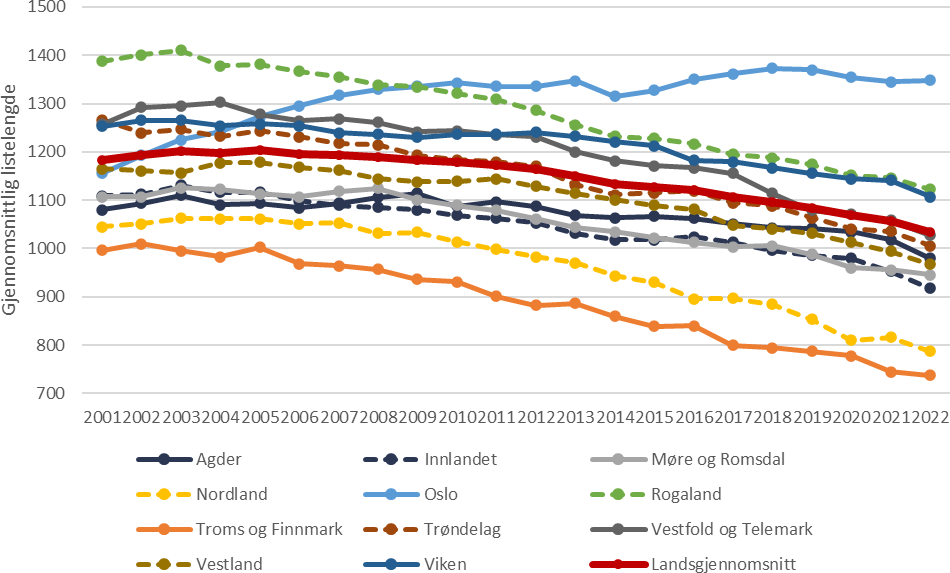 Gjennomsnittlig listelengde
1500
1400
1300
1200
1100
1000
900
800
700
2001 2002 2003 2004 2005 2006 2007 2008 2009 2010 2011 2012 2013 2014 2015 2016 2017 2018 2019 2020 2021 2022
Agder Innlandet Møre og Romsdal
Nordland Oslo Rogaland
Troms og Finnmark Trøndelag Vestfold og Telemark
Vestland Viken Landsgjennomsnitt